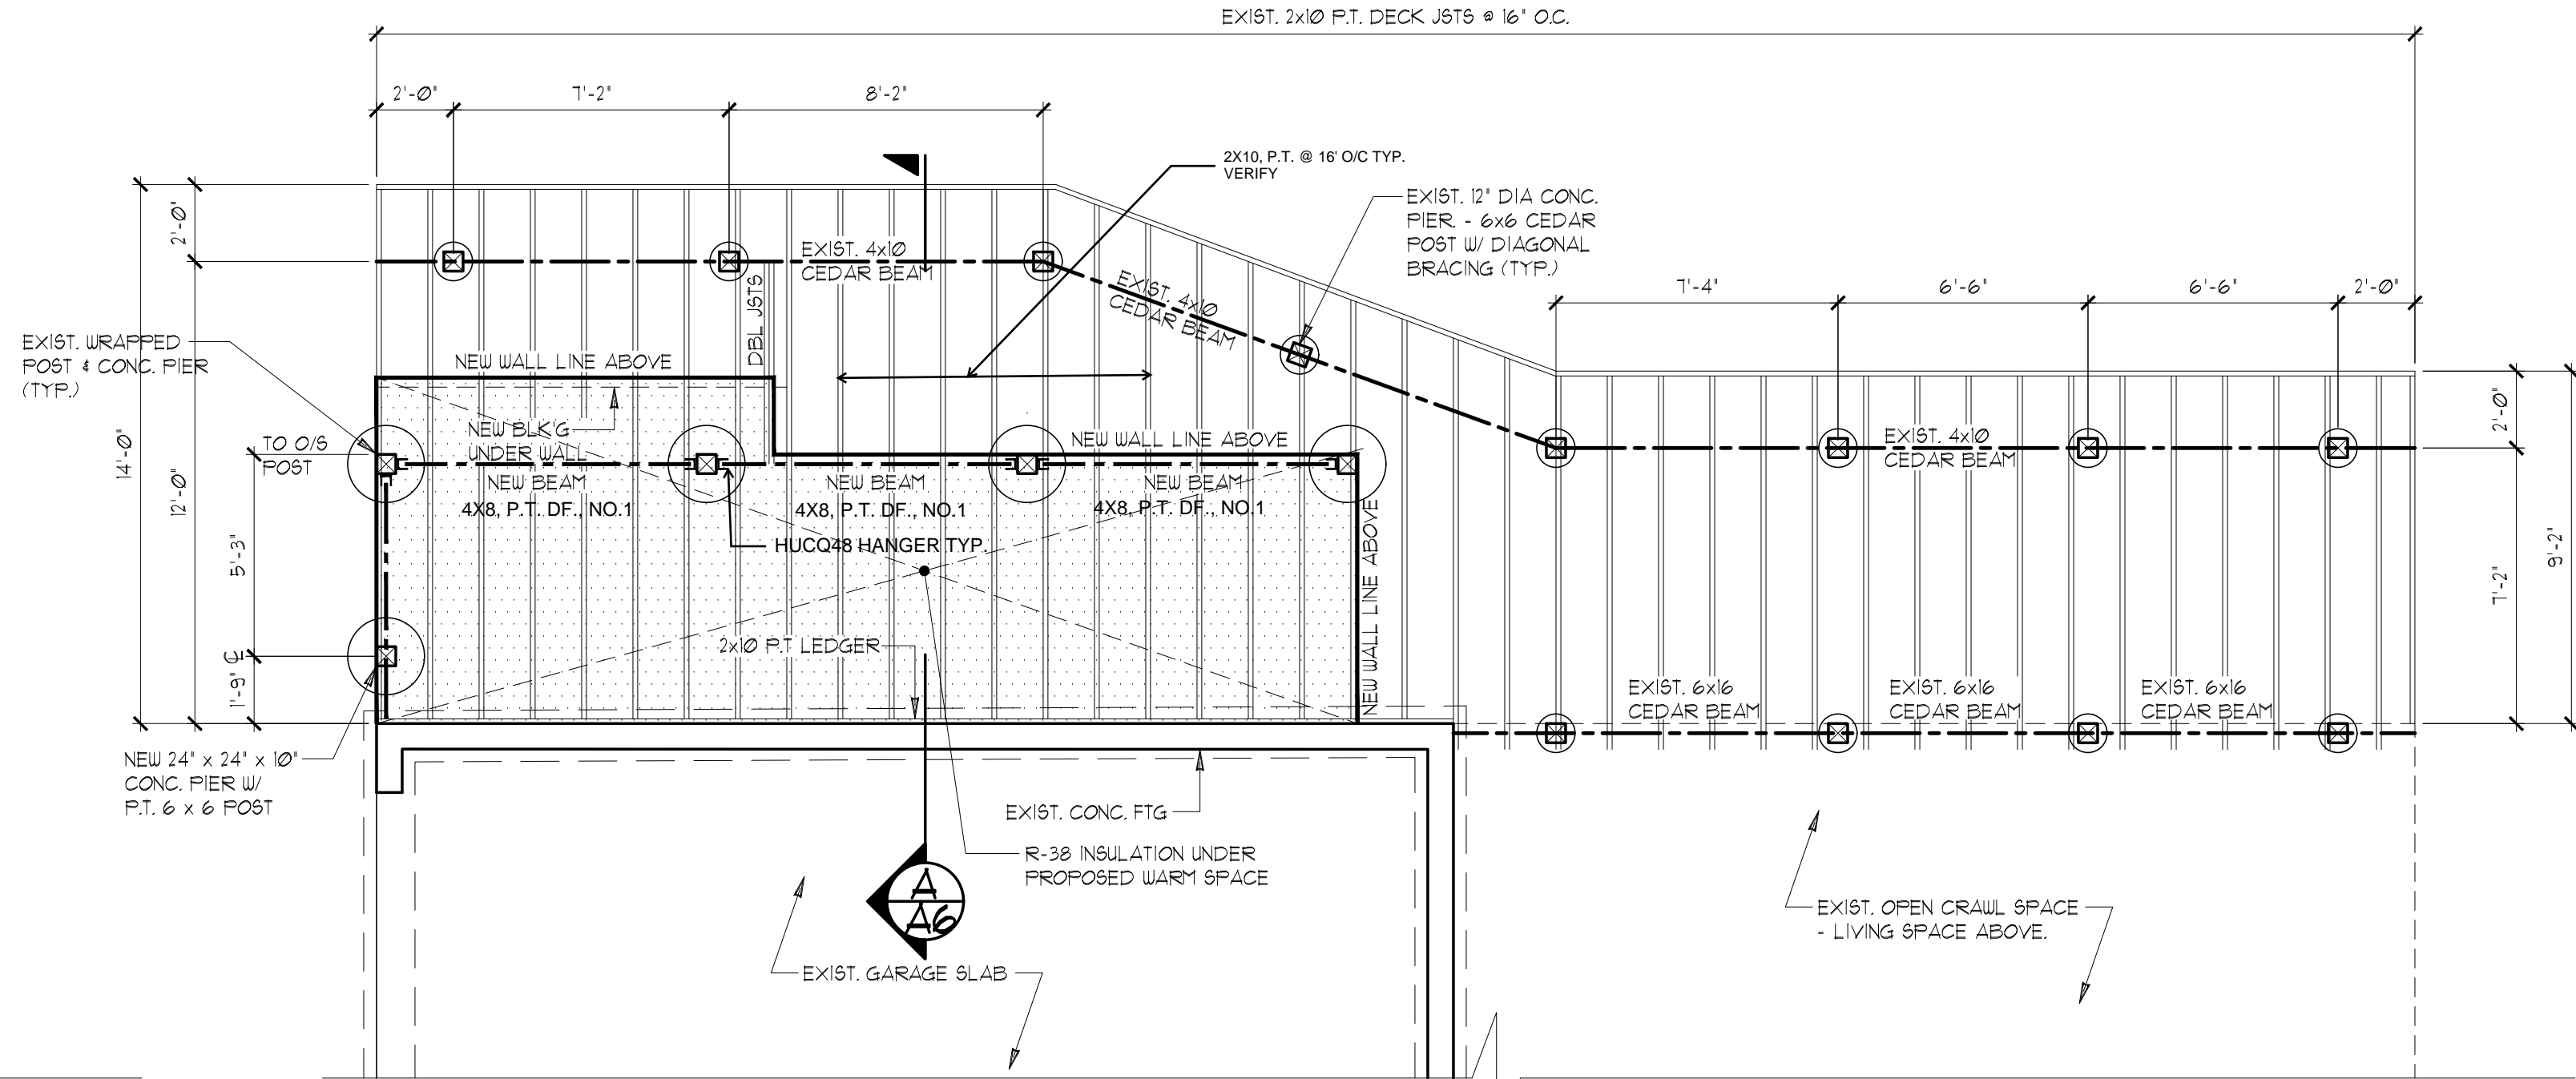 EXIST. 2x10 P.T. DECK JSTS @ 16" O.C.
2'-0"
7'-2"
8'-2"
2X10, P.T. @ 16' O/C TYP.
VERIFY
EXIST. 12" DIA CONC.
PIER. - 6x6 CEDAR
POST W/ DIAGONAL
BRACING (TYP.)
2'-0"
14'-0"
12'-0"
EXIST. 4x10
CEDAR BEAM
EXIST. 4x10
CEDAR BEAM
7'-4"
6'-6"
6'-6"
2'-0"
DBL JSTS
EXIST. WRAPPED
POST & CONC. PIER
(TYP.)
NEW WALL LINE ABOVE
NEW BLK'G
UNDER WALL
TO O/S
POST
NEW WALL LINE ABOVE
EXIST. 4x10
CEDAR BEAM
2'-0"
9'-2"
7'-2"
NEW BEAM
4X8, P.T. DF., NO.1
NEW BEAM
4X8, P.T. DF., NO.1
NEW BEAM
4X8, P.T. DF., NO.1
HUCQ48 HANGER TYP.
5'-3"
1'-9" ℄
NEW WALL LINE ABOVE
2x10 P.T LEDGER
EXIST. 6x16
CEDAR BEAM
EXIST. 6x16
CEDAR BEAM
EXIST. 6x16
CEDAR BEAM
NEW 24" x 24" x 10"
CONC. PIER W/
P.T. 6 x 6 POST
EXIST. CONC. FTG
R-38 INSULATION UNDER
PROPOSED WARM SPACE
A
A6
EXIST. GARAGE SLAB
EXIST. OPEN CRAWL SPACE
- LIVING SPACE ABOVE.